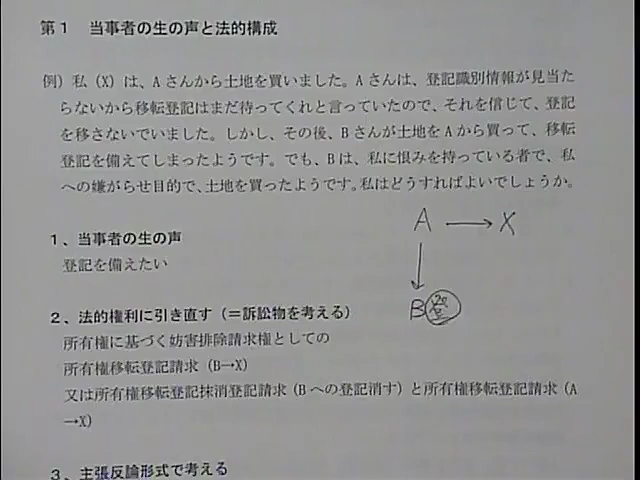 第1 当事者の生の声と法的構成
例）私（X）は、Aさんから土地を買いました。Aさんは、登記識別情報が見当た
らないから移転登記はまだ待ってくれと言っていたので、それを信じて、登記
を移さないでいました。しかし、その後、Bさんが土地をAから買って、移転
登記を備えてしまったようです。でも、Bは、私に恨みを持っている者で、私
への嫌がらせ目的で、土地を買ったようです。私はどうすればよいでしょうか。
A → X
↓
B
1、当事者の生の声
登記を備えたい
2、法的権利に引き直す（＝訴訟物を考える）
所有権に基づく妨害排除請求権としての
所有権移転登記請求（B→X）
又は所有権移転登記抹消登記請求（Bへの登記消す）と所有権移転登記請求（A
→X）
3、主張反論形式で考える